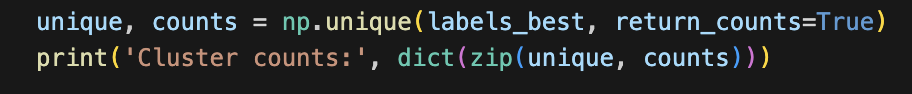 unique, counts = np.unique(labels_best, return_counts=True)
print('Cluster counts:', dict(zip(unique, counts)))